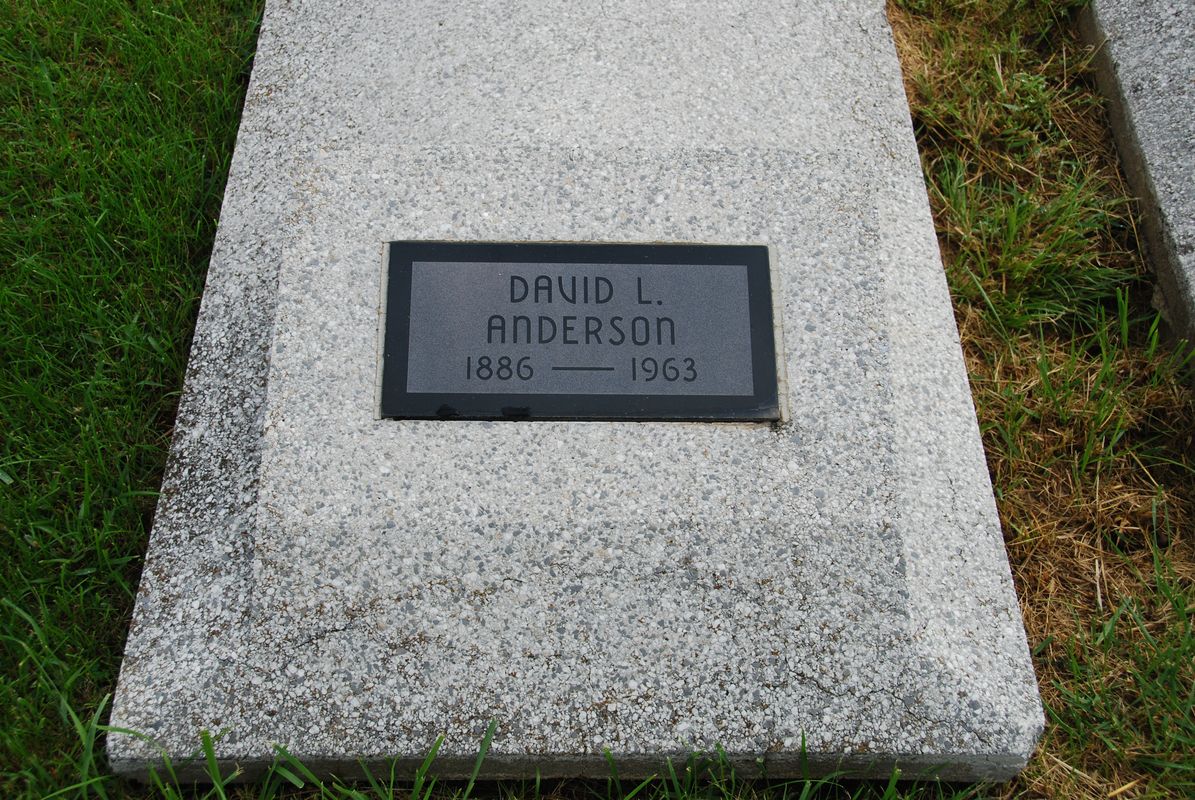 DAVID L.
ANDERSON
1886 — 1963